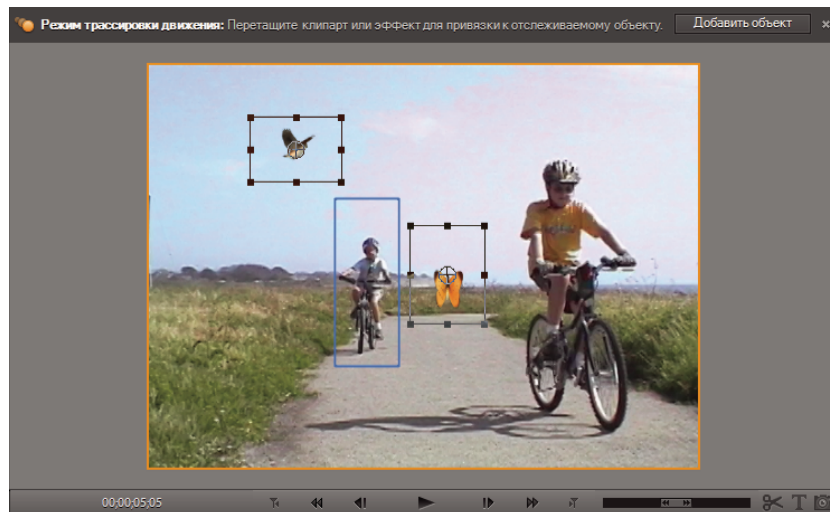 Режим трассировки движения: Перетащите клипарт или эффект для привязки к отслеживаемому объекту. Добавить объект
00;00;05;05